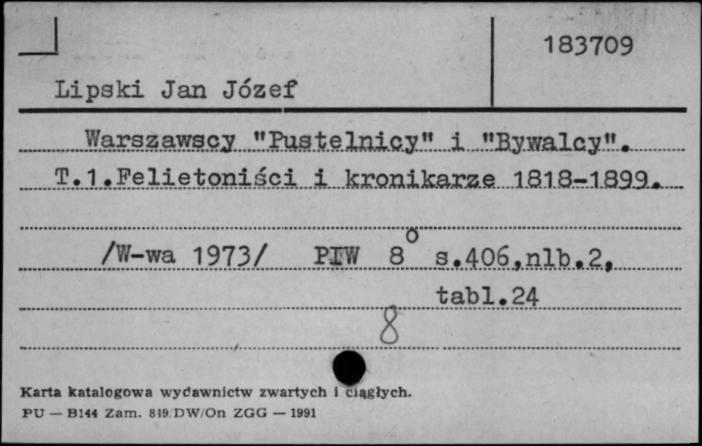 183709
Lipski Jan Józef
Warszawscy "Pustelnicy" i "Bywalcy".
T.1.Felietoniści i kronikarze 1818-1899.
/W-wa 1973/ PIW 8° s.406,nlb.2,
tabl.24
8
Karta katalogowa wydawnictw zwartych i ciągłych.
PU — B144 Zam. 819/DW/On ZGG — 1991